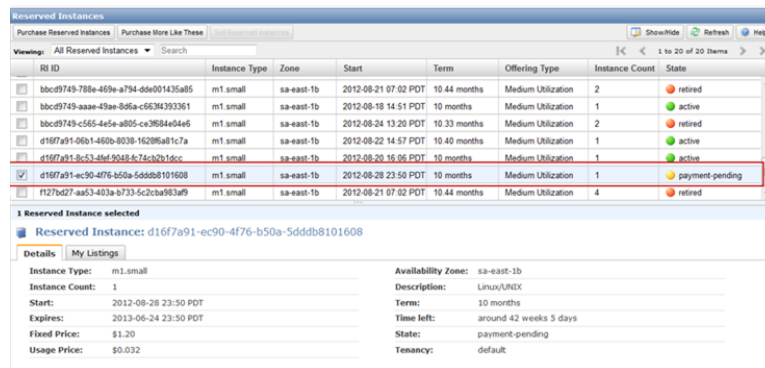 Reserved Instances
Purchase Reserved Instances Purchase More Like These Sell Reserved Instances Show/Hide Refresh Help
Viewing: All Reserved Instances Search 1 to 20 of 20 Items
RI ID Instance Type Zone Start Term Offering Type Instance Count State
bbcd9749-788e-469e-a794-dde001435a85 m1.small sa-east-1b 2012-08-21 07:02 PDT 10.44 months Medium Utilization 2 retired
bbcd9749-aaae-49ae-8d6a-c663f4393361 m1.small sa-east-1b 2012-08-18 14:51 PDT 10 months Medium Utilization 1 active
bbcd9749-c565-4e5e-a805-ce3f684e04e6 m1.small sa-east-1b 2012-08-24 13:20 PDT 10.33 months Medium Utilization 2 retired
d16f7a91-06b1-460b-8038-1628f6a81c7a m1.small sa-east-1b 2012-08-22 14:57 PDT 10.40 months Medium Utilization 1 active
d16f7a91-8c53-4fef-9048-fc74cb2b1dcc m1.small sa-east-1b 2012-08-20 16:06 PDT 10 months Medium Utilization 1 active
d16f7a91-ec90-4f76-b50a-5dddb8101608 m1.small sa-east-1b 2012-08-28 23:50 PDT 10 months Medium Utilization 1 payment-pending
f127bd27-aa53-403a-b733-5c2cba983af9 m1.small sa-east-1b 2012-08-21 07:02 PDT 10.44 months Medium Utilization 4 retired
1 Reserved Instance selected
Reserved Instance: d16f7a91-ec90-4f76-b50a-5dddb8101608
Details My Listings
Instance Type: m1.small Availability Zone: sa-east-1b
Instance Count: 1 Description: Linux/UNIX
Start: 2012-08-28 23:50 PDT Term: 10 months
Expires: 2013-06-24 23:50 PDT Time left: around 42 weeks 5 days
Fixed Price: $1.20 State: payment-pending
Usage Price: $0.032 Tenancy: default